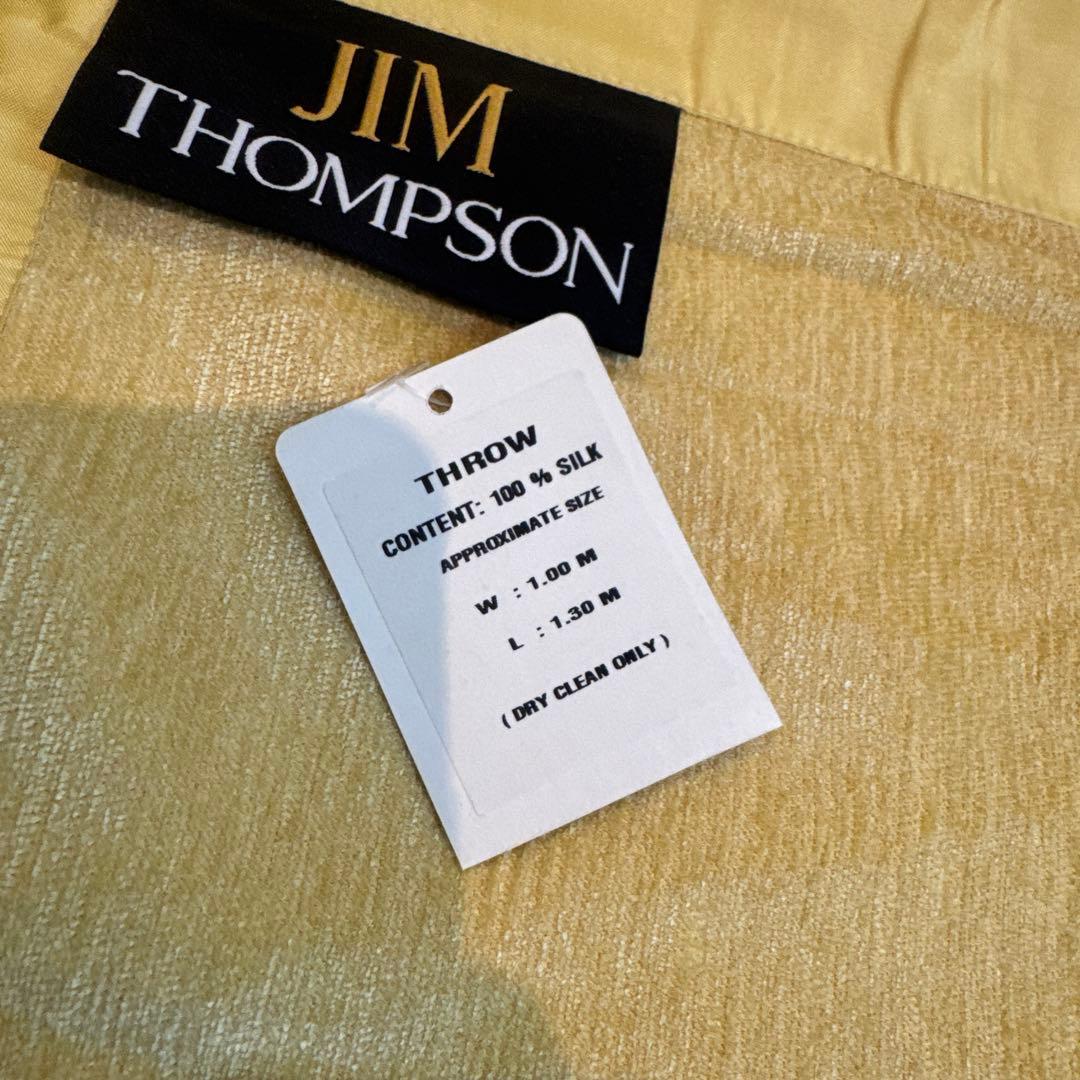 JIM
THOMPSON
THROW
CONTENT: 100 % SILK
APPROXIMATE SIZE
W : 1.00 M
L : 1.30 M
( DRY CLEAN ONLY )